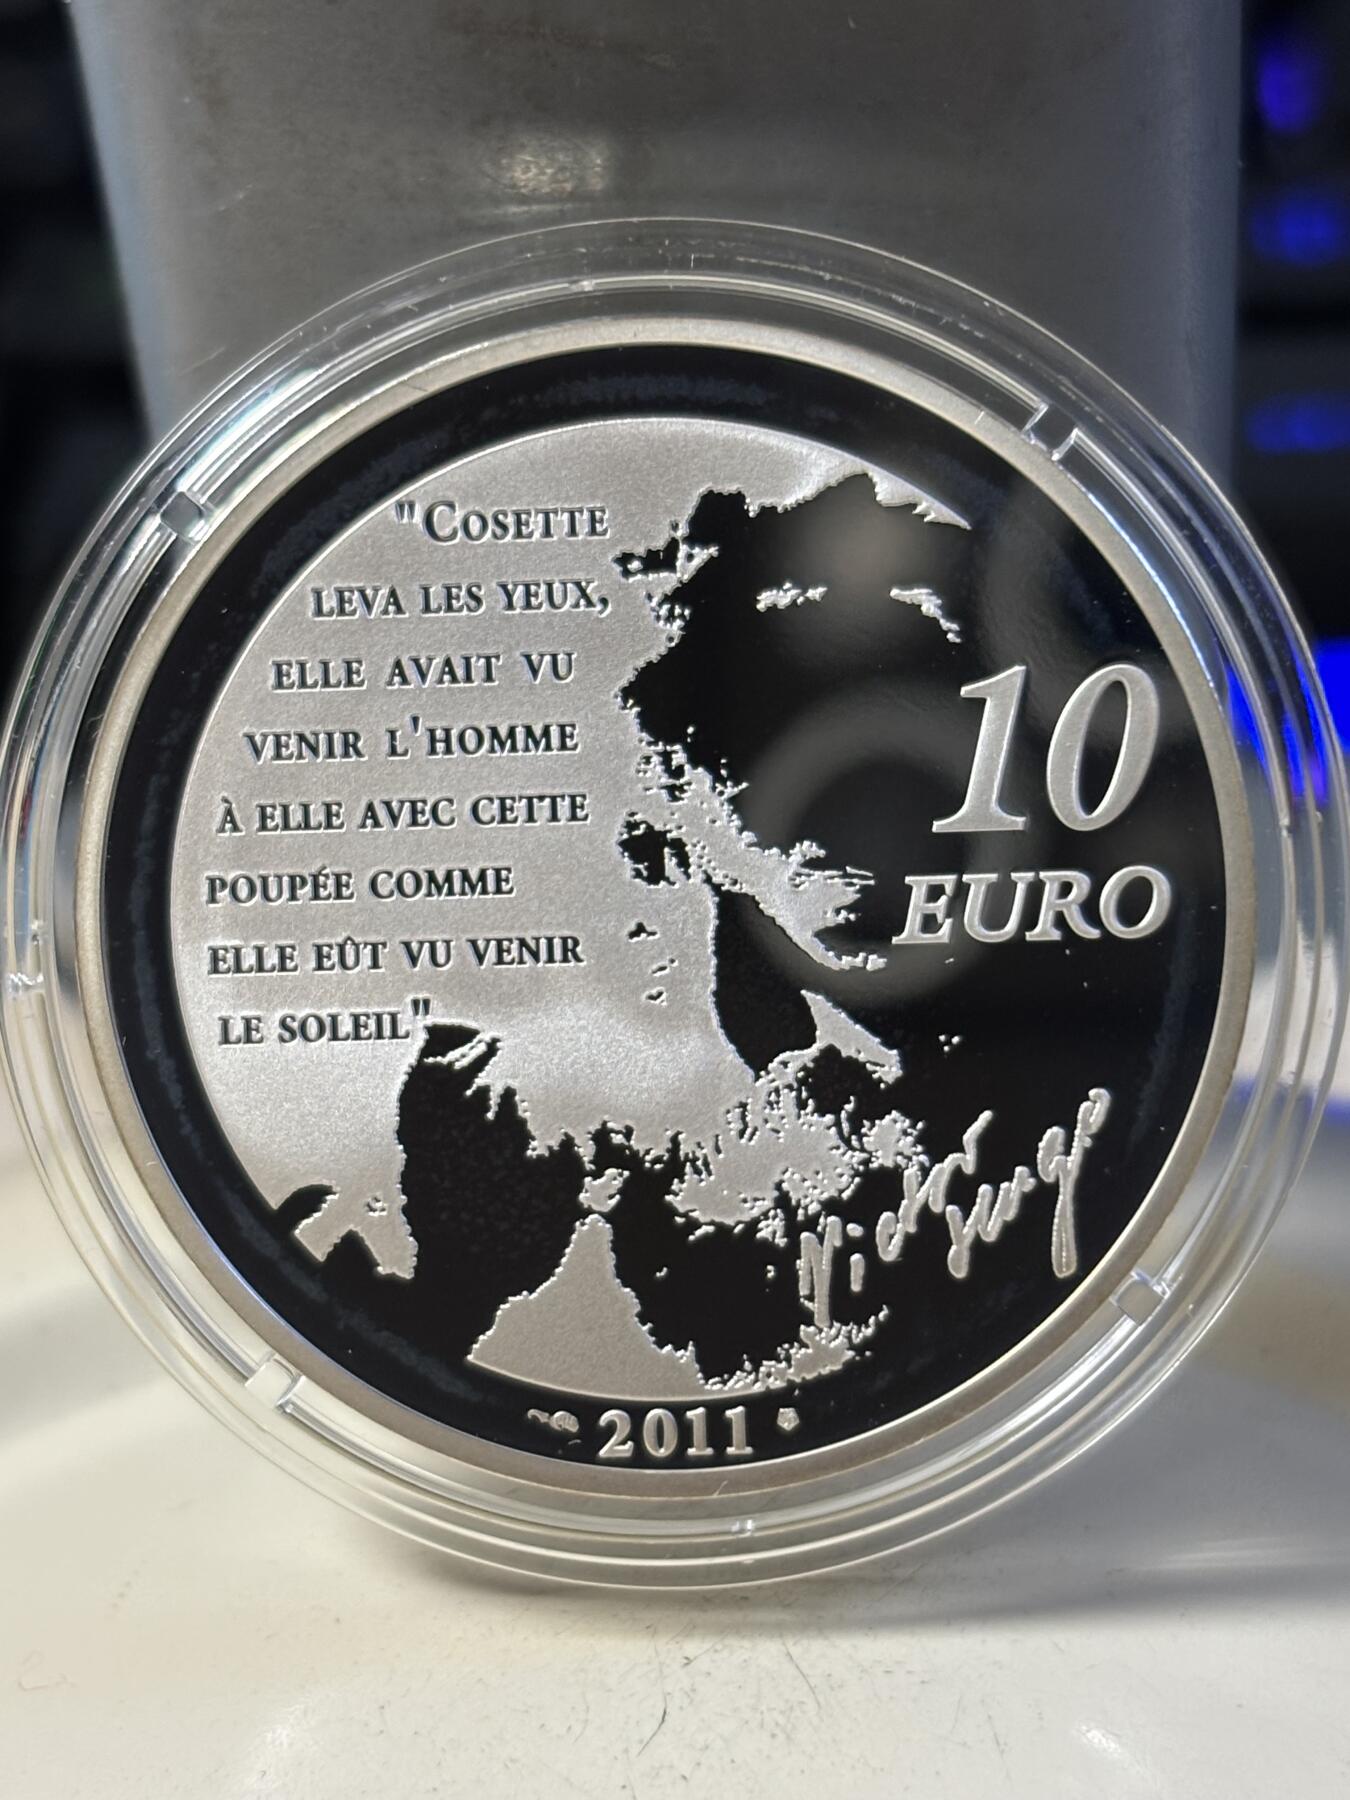 "COSETTE
LEVA LES YEUX,
ELLE AVAIT VU
VENIR L'HOMME
À ELLE AVEC CETTE
POUPÉE COMME
ELLE EÛT VU VENIR
LE SOLEIL"
10
EURO
Victor
Hugo
2011